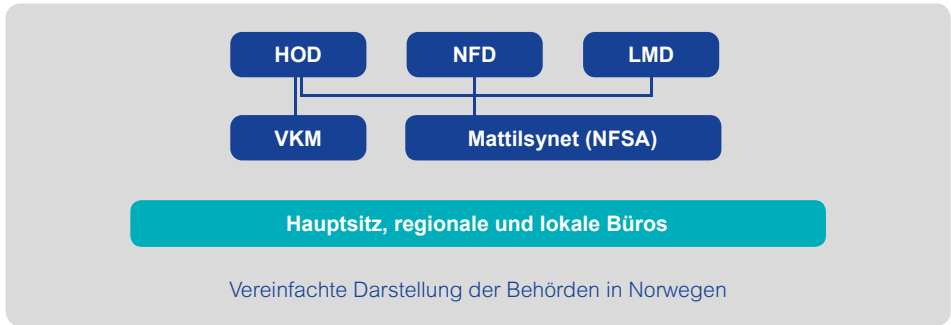 HOD
NFD
LMD
VKM
Mattilsynet (NFSA)
Hauptsitz, regionale und lokale Büros
Vereinfachte Darstellung der Behörden in Norwegen